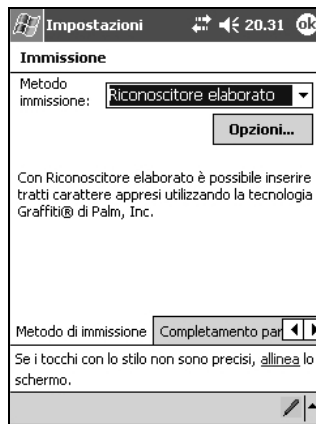 Impostazioni 20.31 ok
Immissione
Metodo
immissione: Riconoscitore elaborato
Opzioni...
Con Riconoscitore elaborato è possibile inserire
tratti carattere appresi utilizzando la tecnologia
Graffiti® di Palm, Inc.
Metodo di immissione Completamento par
Se i tocchi con lo stilo non sono precisi, allinea lo
schermo.